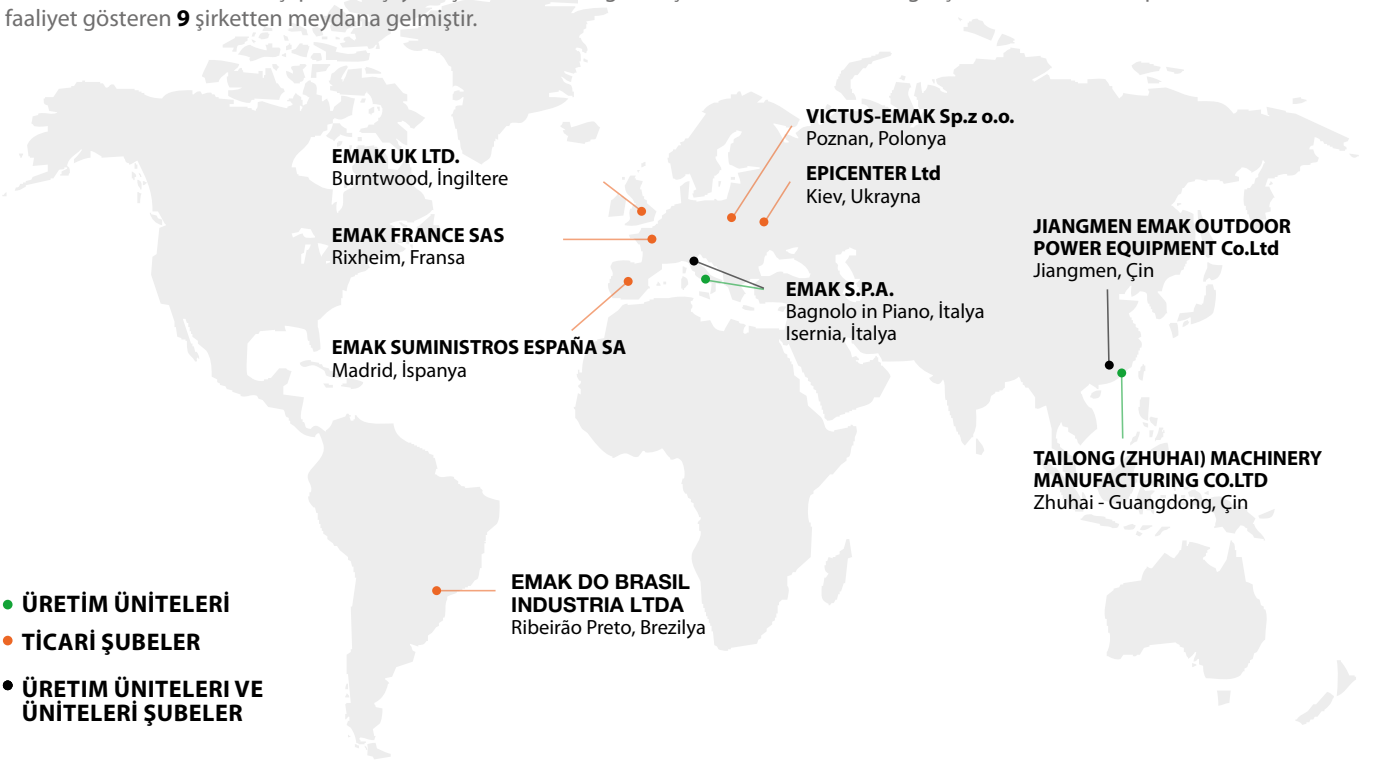 faaliyet gösteren 9 şirketten meydana gelmiştir.
VICTUS-EMAK Sp.z o.o.
Poznan, Polonya
EMAK UK LTD.
Burntwood, İngiltere
EPICENTER Ltd
Kiev, Ukrayna
EMAK FRANCE SAS
Rixheim, Fransa
JIANGMEN EMAK OUTDOOR
POWER EQUIPMENT Co.Ltd
Jiangmen, Çin
EMAK S.P.A.
Bagnolo in Piano, İtalya
Isernia, İtalya
EMAK SUMINISTROS ESPAÑA SA
Madrid, İspanya
TAILONG (ZHUHAI) MACHINERY
MANUFACTURING CO.LTD
Zhuhai - Guangdong, Çin
EMAK DO BRASIL
INDUSTRIA LTDA
Ribeirão Preto, Brezilya
ÜRETİM ÜNİTELERİ
TİCARİ ŞUBELER
ÜRETIM ÜNITELERI VE
ÜNİTELERİ ŞUBELER